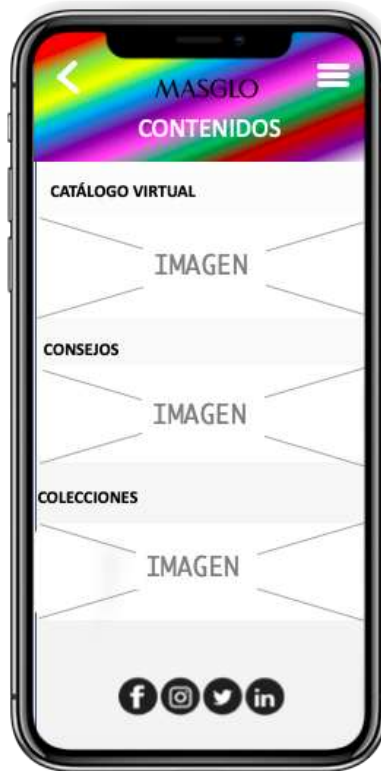 MASGLO
CONTENIDOS
CATÁLOGO VIRTUAL
IMAGEN
CONSEJOS
IMAGEN
COLECCIONES
IMAGEN